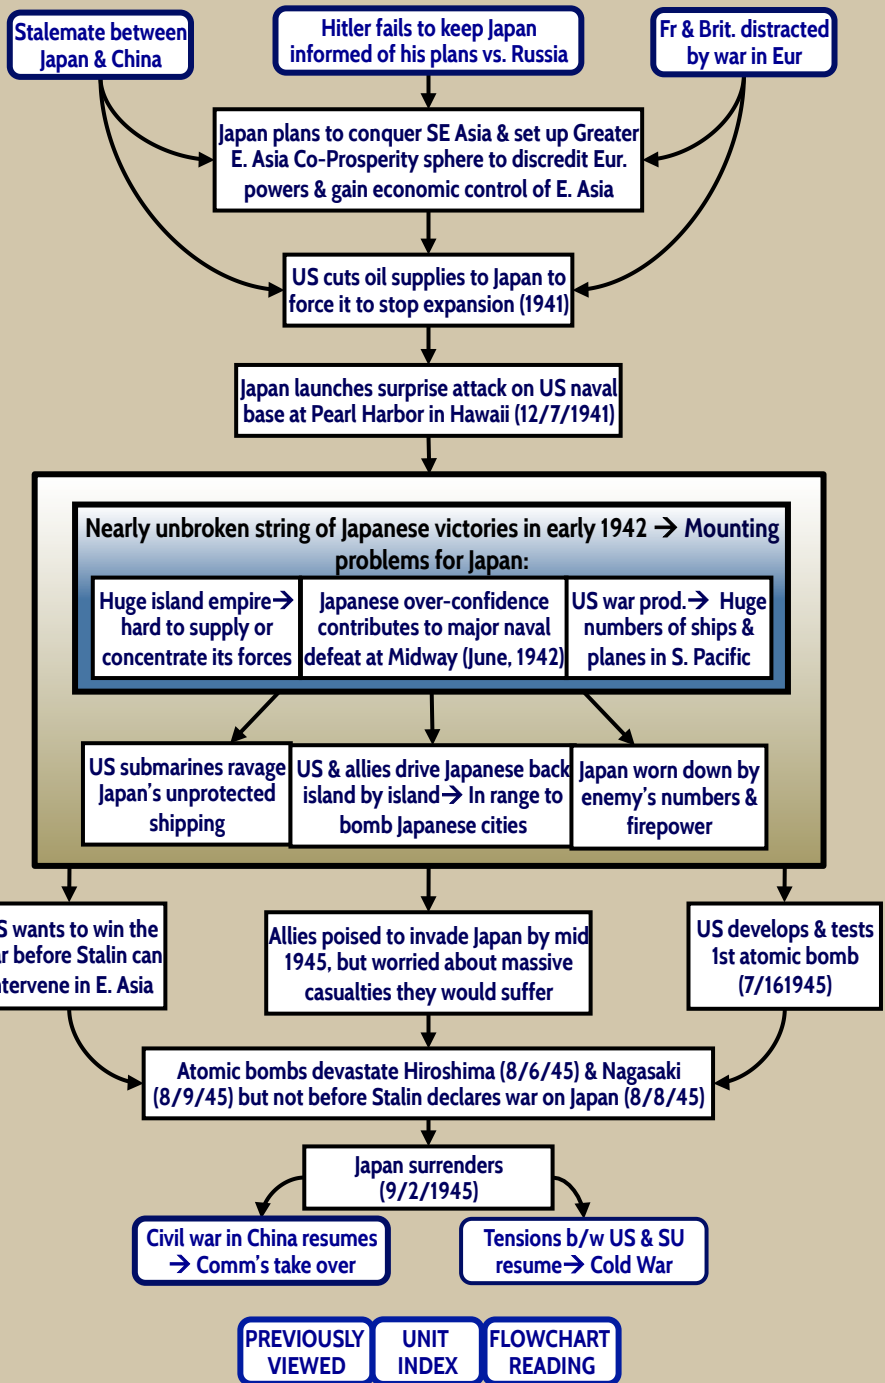 Stalemate between
Japan & China
Hitler fails to keep Japan
informed of his plans vs. Russia
Fr & Brit. distracted
by war in Eur
Japan plans to conquer SE Asia & set up Greater
E. Asia Co-Prosperity sphere to discredit Eur.
powers & gain economic control of E. Asia
US cuts oil supplies to Japan to
force it to stop expansion (1941)
Japan launches surprise attack on US naval
base at Pearl Harbor in Hawaii (12/7/1941)
Nearly unbroken string of Japanese victories in early 1942 → Mounting
problems for Japan:
Huge island empire→
hard to supply or
concentrate its forces
Japanese over-confidence
contributes to major naval
defeat at Midway (June, 1942)
US war prod.→ Huge
numbers of ships &
planes in S. Pacific
US submarines ravage
Japan's unprotected
shipping
US & allies drive Japanese back
island by island→ In range to
bomb Japanese cities
Japan worn down by
enemy's numbers &
firepower
S wants to win the
ar before Stalin can
ntervene in E. Asia
Allies poised to invade Japan by mid
1945, but worried about massive
casualties they would suffer
US develops & tests
1st atomic bomb
(7/161945)
Atomic bombs devastate Hiroshima (8/6/45) & Nagasaki
(8/9/45) but not before Stalin declares war on Japan (8/8/45)
Japan surrenders
(9/2/1945)
Civil war in China resumes
→ Comm's take over
Tensions b/w US & SU
resume→ Cold War
PREVIOUSLY
VIEWED
UNIT
INDEX
FLOWCHART
READING